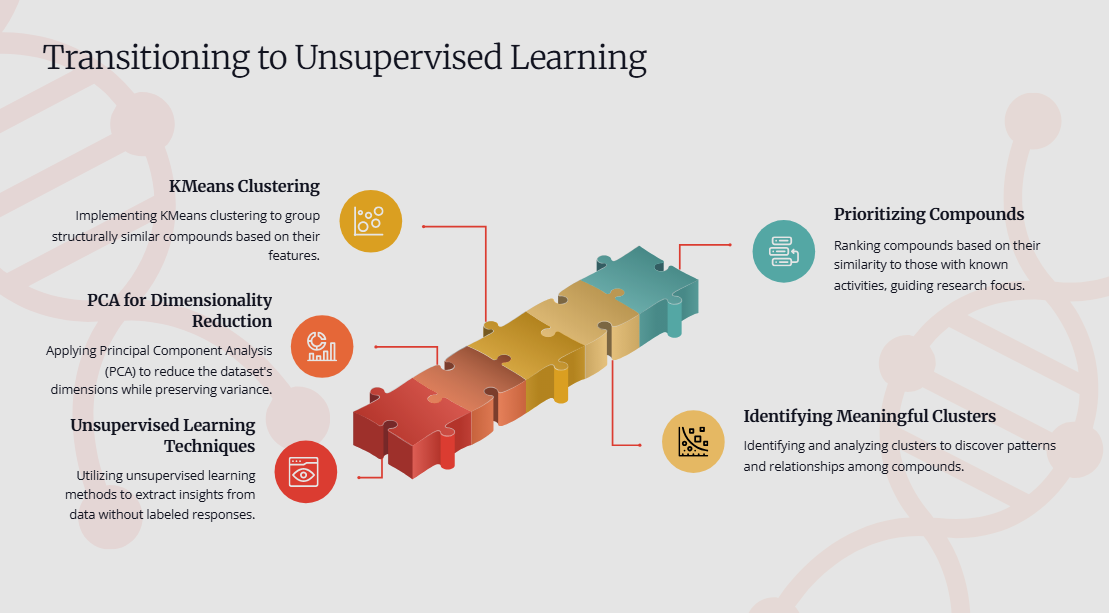 Transitioning to Unsupervised Learning
KMeans Clustering
Implementing KMeans clustering to group
structurally similar compounds based on their
features.
PCA for Dimensionality
Reduction
Applying Principal Component Analysis
(PCA) to reduce the dataset's
dimensions while preserving variance.
Unsupervised Learning
Techniques
Utilizing unsupervised learning
methods to extract insights from
data without labeled responses.
Prioritizing Compounds
Ranking compounds based on their
similarity to those with known
activities, guiding research focus.
Identifying Meaningful Clusters
Identifying and analyzing clusters to discover patterns
and relationships among compounds.